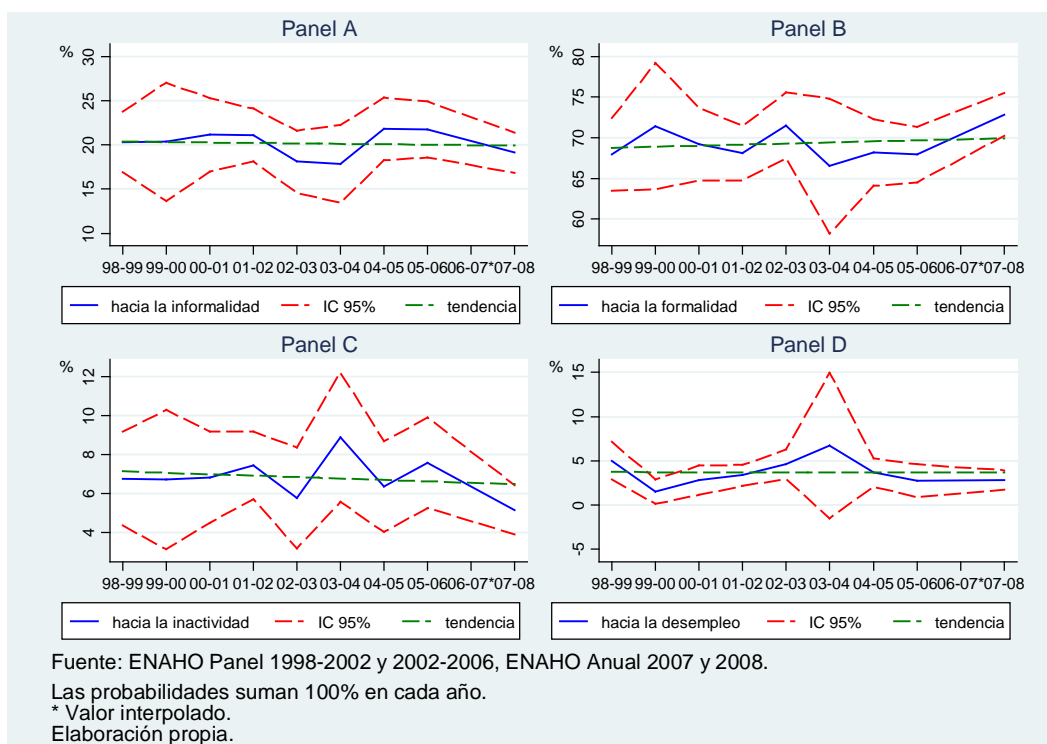 Panel A
%
30
25
20
15
10
98-99 99-00 00-01 01-02 02-03 03-04 04-05 05-06 06-07* 07-08
hacia la informalidad IC 95% tendencia
Panel B
%
80
75
70
65
60
98-99 99-00 00-01 01-02 02-03 03-04 04-05 05-06 06-07* 07-08
hacia la formalidad IC 95% tendencia
Panel C
%
12
10
8
6
4
98-99 99-00 00-01 01-02 02-03 03-04 04-05 05-06 06-07* 07-08
hacia la inactividad IC 95% tendencia
Panel D
%
15
10
5
0
-5
98-99 99-00 00-01 01-02 02-03 03-04 04-05 05-06 06-07* 07-08
hacia la desempleo IC 95% tendencia
Fuente: ENAHO Panel 1998-2002 y 2002-2006, ENAHO Anual 2007 y 2008.
Las probabilidades suman 100% en cada año.
* Valor interpolado.
Elaboración propia.